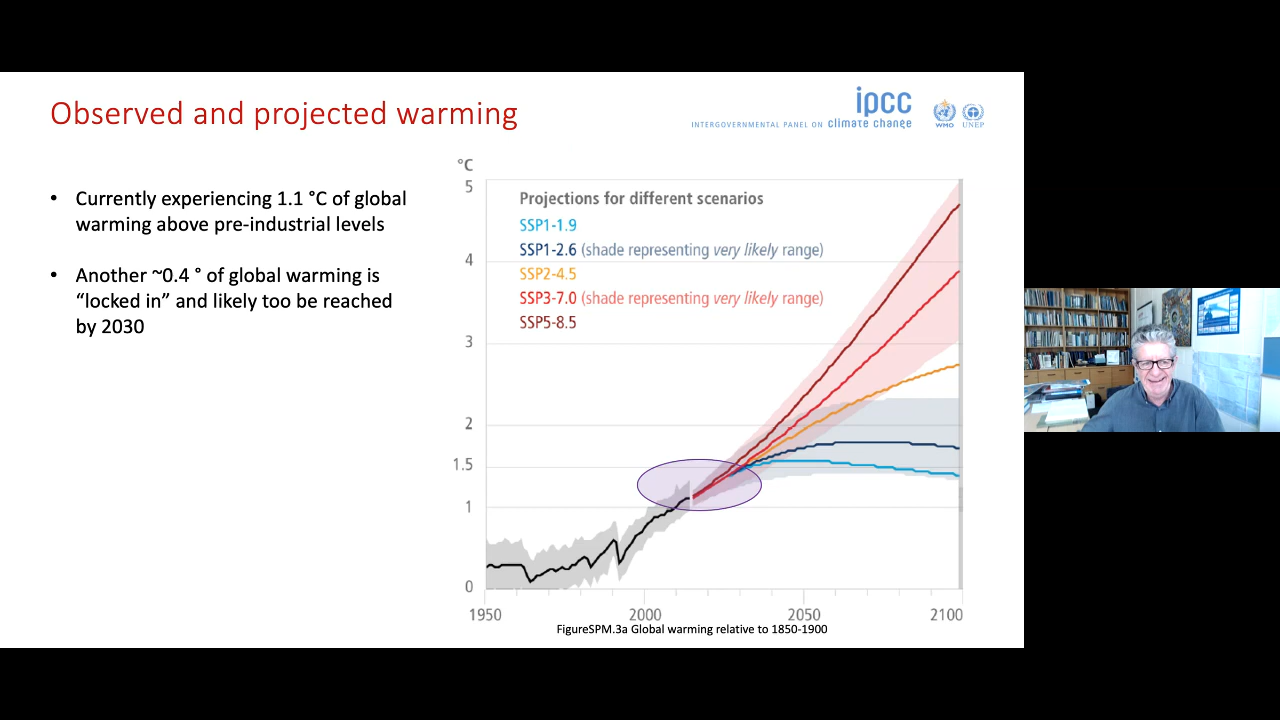 Observed and projected warming
ipcc
INTERGOVERNMENTAL PANEL ON climate change
WMO
UNEP
• Currently experiencing 1.1 °C of global
warming above pre-industrial levels
• Another ~0.4 ° of global warming is
“locked in” and likely too be reached
by 2030
°C
5
4
3
2
1.5
1
0
Projections for different scenarios
SSP1-1.9
SSP1-2.6 (shade representing very likely range)
SSP2-4.5
SSP3-7.0 (shade representing very likely range)
SSP5-8.5
1950
2000
2050
2100
FigureSPM.3a Global warming relative to 1850-1900